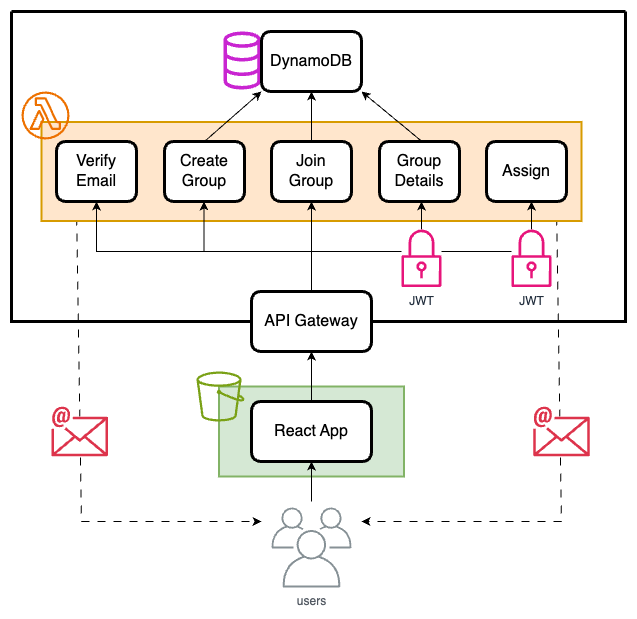 DynamoDB
Verify
Email
Create
Group
Join
Group
Group
Details
Assign
JWT
JWT
API Gateway
@
@
React App
users